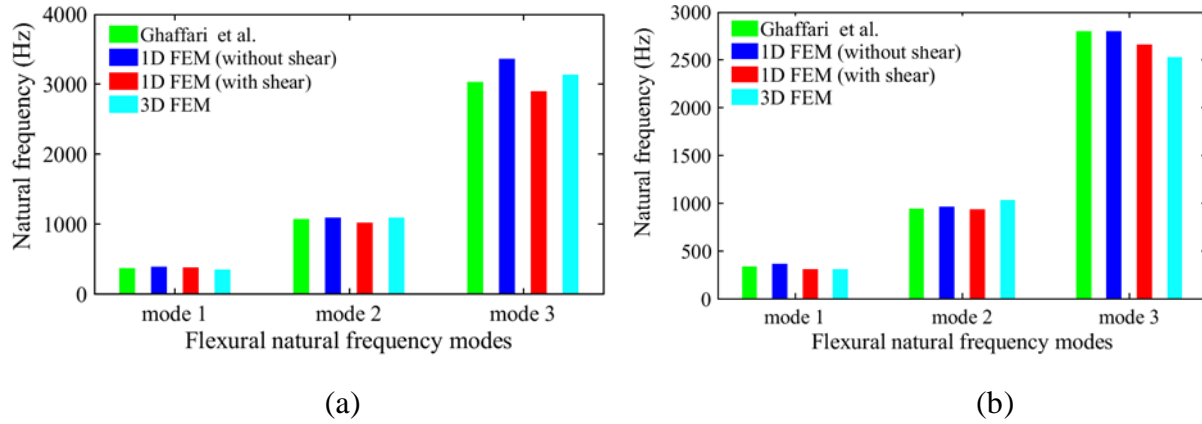 4000
3000
2000
1000
0
Natural frequency (Hz)
Ghaffari et al.
1D FEM (without shear)
1D FEM (with shear)
3D FEM
mode 1 mode 2 mode 3
Flexural natural frequency modes
(a)
3000
2500
2000
1500
1000
500
0
Natural frequency (Hz)
Ghaffari et al.
1D FEM (without shear)
1D FEM (with shear)
3D FEM
mode 1 mode 2 mode 3
Flexural natural frequency modes
(b)